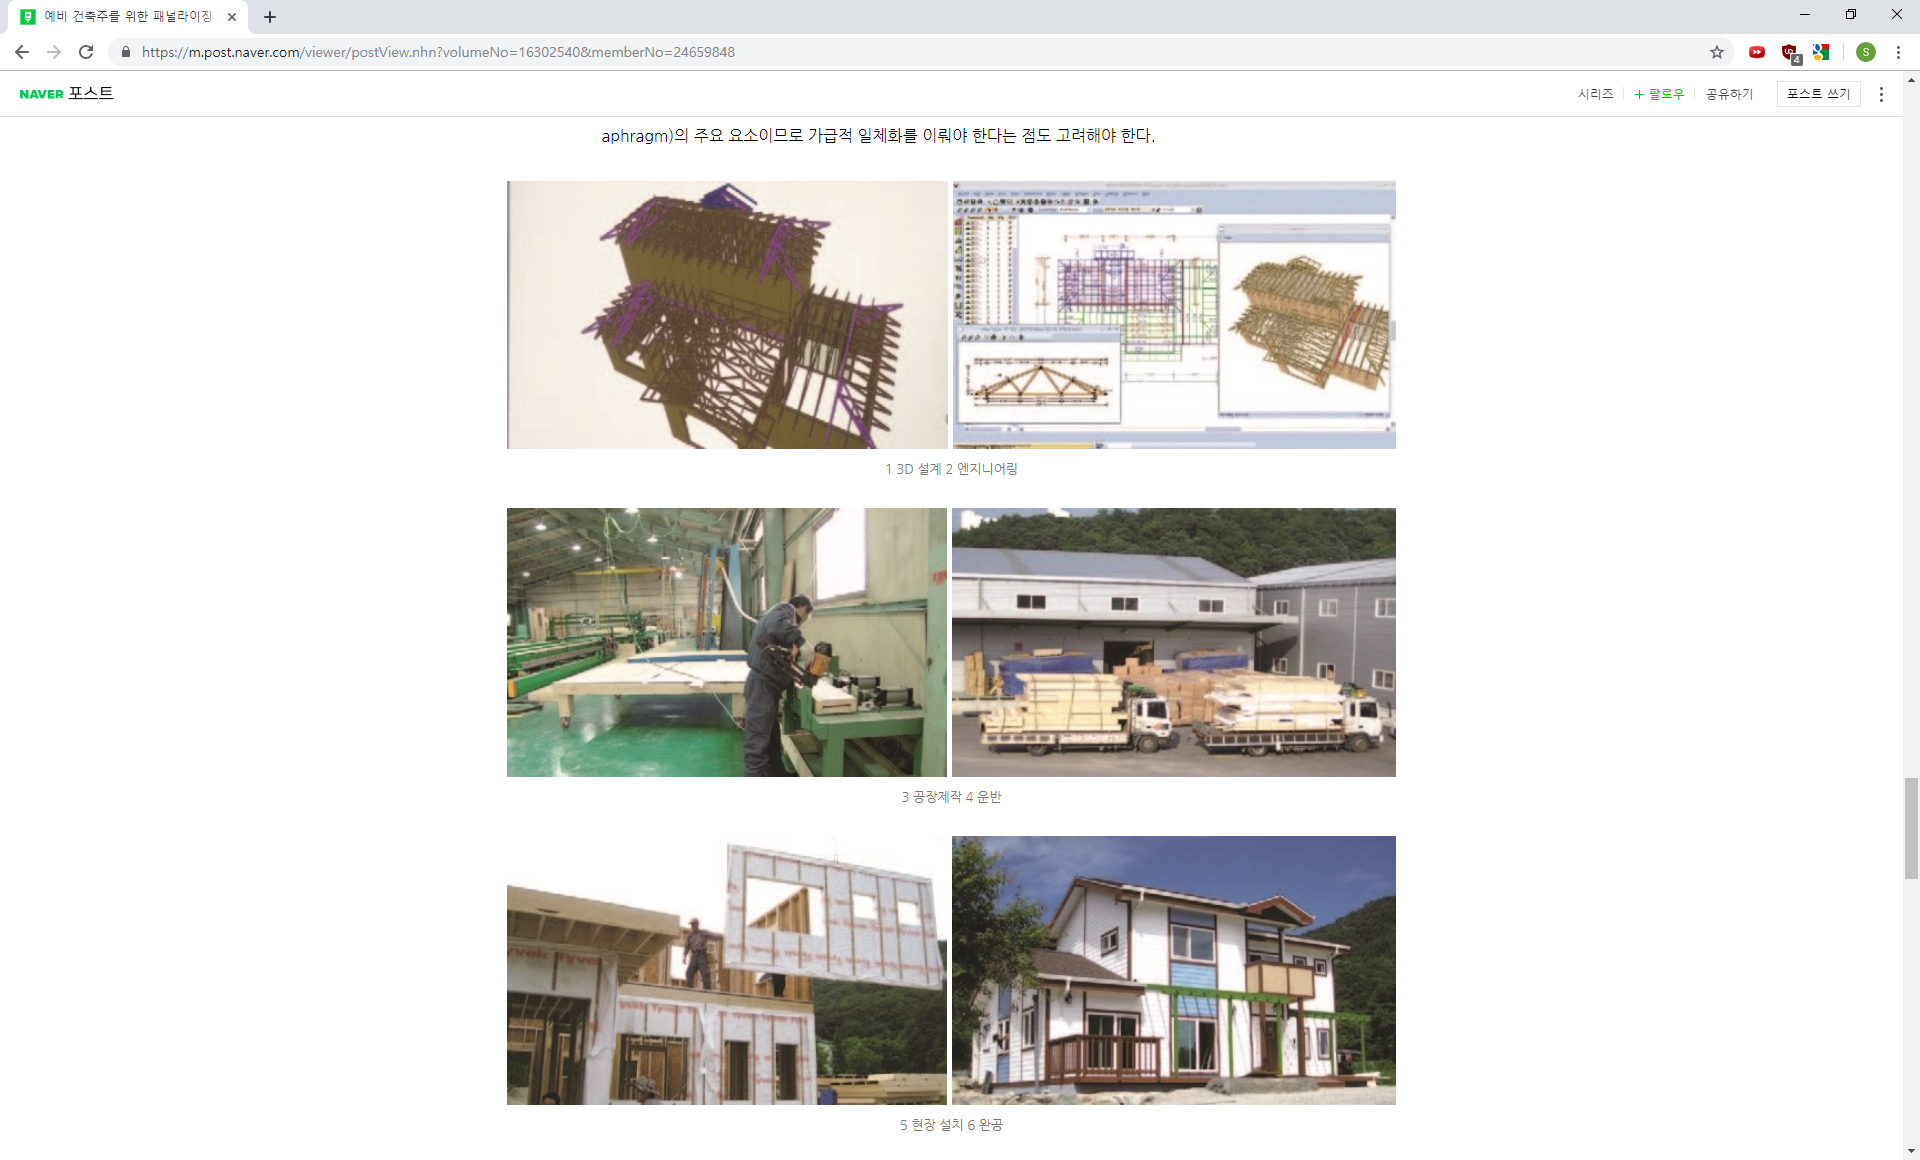 예비 건축주를 위한 패널라이징
https://m.post.naver.com/viewer/postView.nhn?volumeNo=16302540&memberNo=24659848
4
S
NAVER 포스트
시리즈
+ 팔로우
공유하기
포스트 쓰기
aphragm)의 주요 요소이므로 가급적 일체화를 이뤄야 한다는 점도 고려해야 한다.
1 3D 설계 2 엔지니어링
3 공장제작 4 운반
5 현장 설치 6 완공